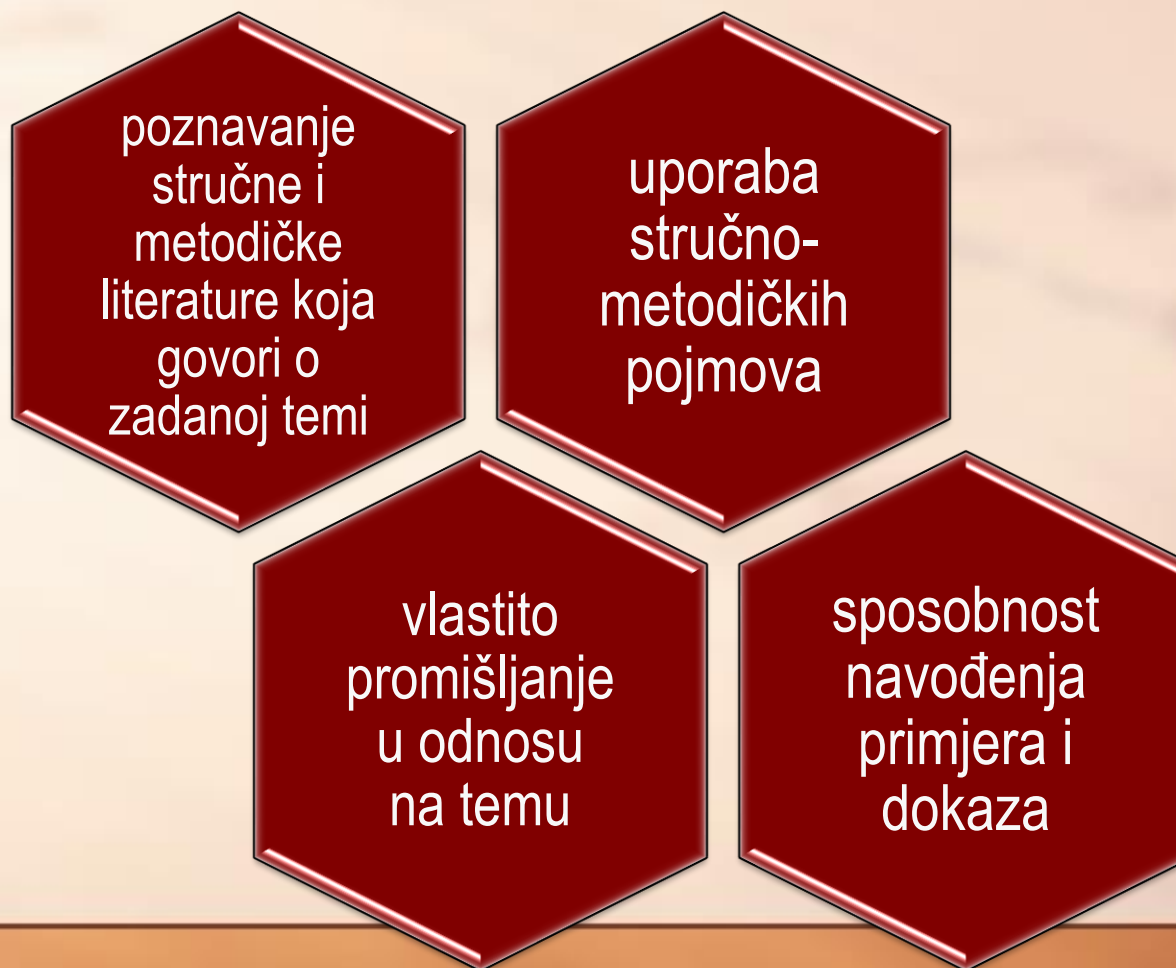 poznavanje
stručne i
metodičke
literature koja
govori o
zadanoj temi
uporaba
stručno-
metodičkih
pojmova
vlastito
promišljanje
u odnosu
na temu
sposobnost
navođenja
primjera i
dokaza